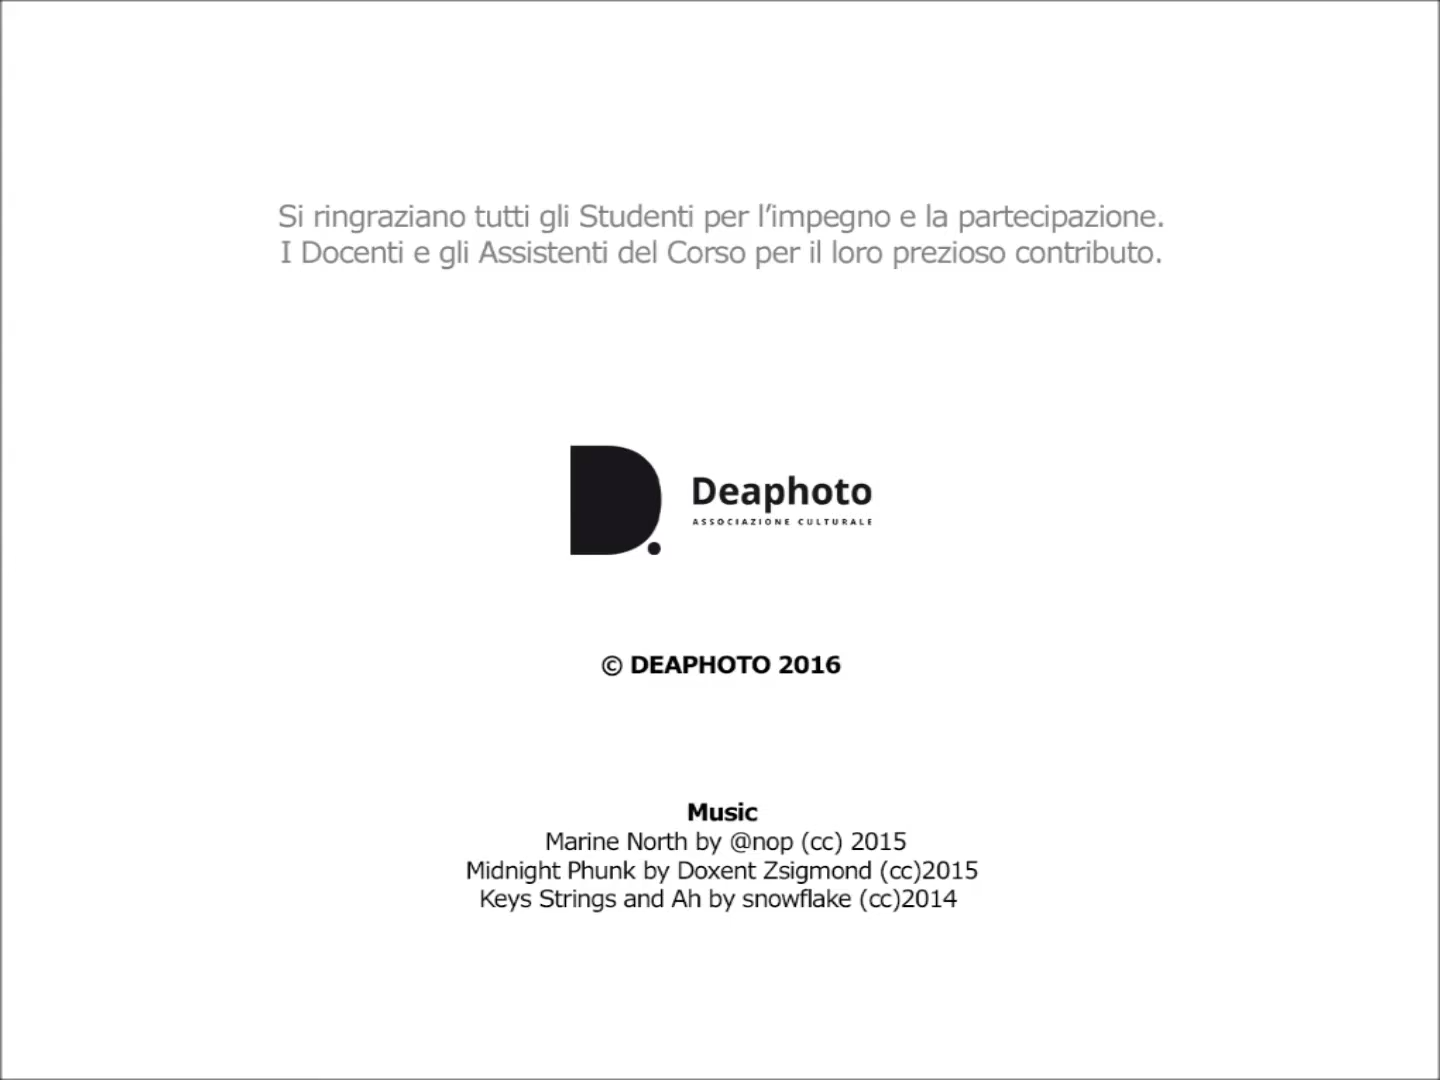 Si ringraziano tutti gli Studenti per l’impegno e la partecipazione.
I Docenti e gli Assistenti del Corso per il loro prezioso contributo.
D.
Deaphoto
ASSOCIAZIONE CULTURALE
© DEAPHOTO 2016
Music
Marine North by @nop (cc) 2015
Midnight Phunk by Doxent Zsigmond (cc)2015
Keys Strings and Ah by snowflake (cc)2014